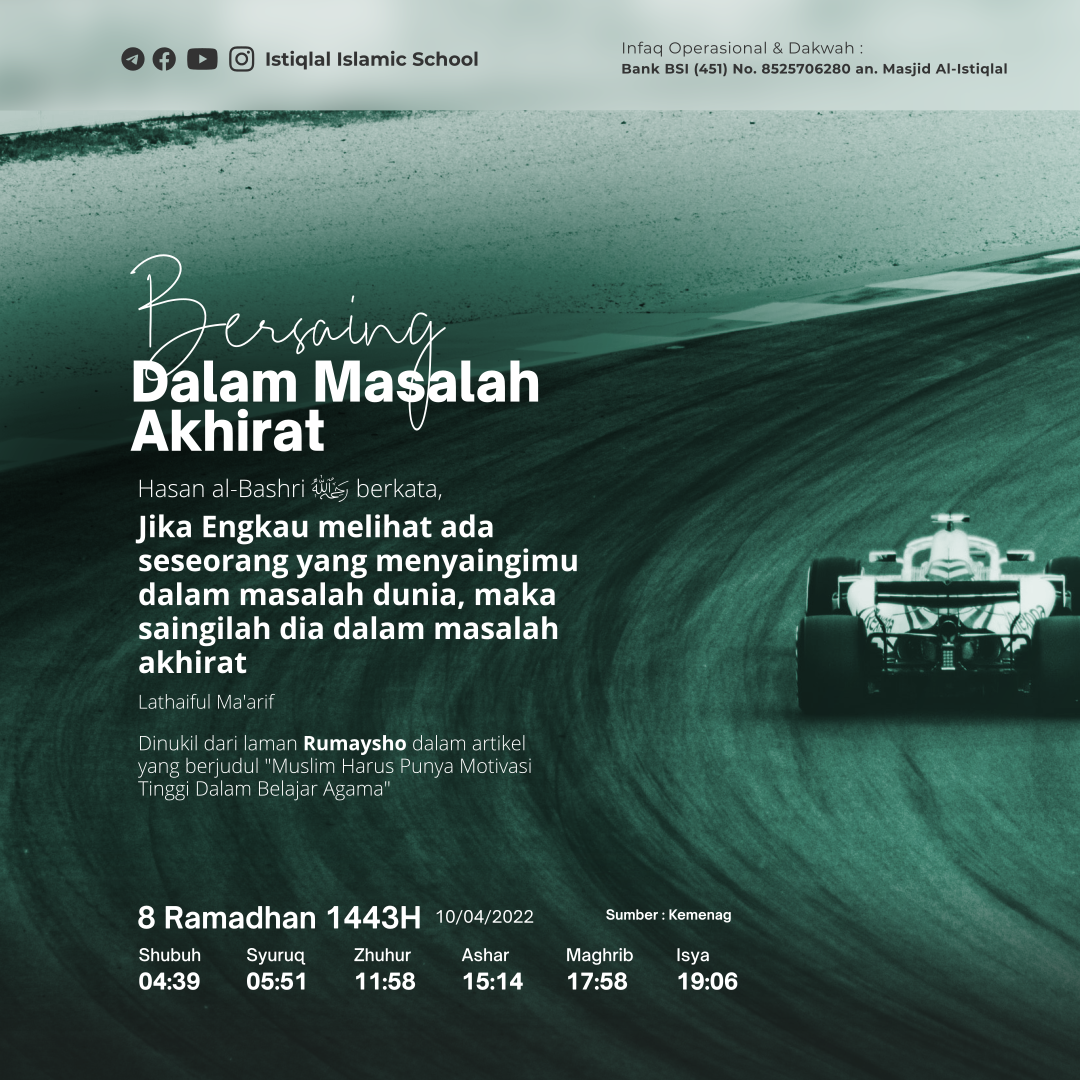 Istiqlal Islamic School
Infaq Operasional & Dakwah :
Bank BSI (451) No. 8525706280 an. Masjid Al-Istiqlal
Bersaing
Dalam Masalah
Akhirat
Hasan al-Bashri رحمه الله berkata,
Jika Engkau melihat ada
seseorang yang menyaingimu
dalam masalah dunia, maka
saingilah dia dalam masalah
akhirat
Lathaiful Ma'arif
Dinukil dari laman Rumaysho dalam artikel
yang berjudul "Muslim Harus Punya Motivasi
Tinggi Dalam Belajar Agama"
8 Ramadhan 1443H 10/04/2022 Sumber : Kemenag
Shubuh Syuruq Zhuhur Ashar Maghrib Isya
04:39 05:51 11:58 15:14 17:58 19:06